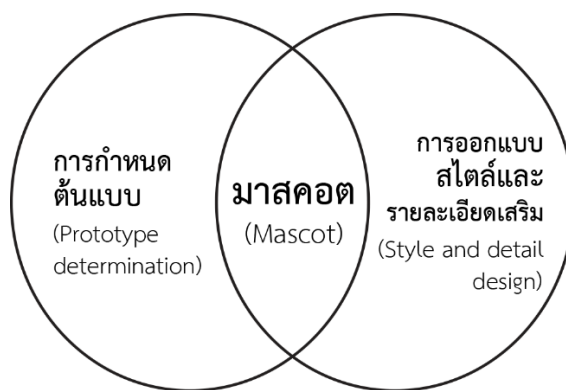 การกำหนด
ต้นแบบ
(Prototype
determination)
มาสคอต
(Mascot)
การออกแบบ
สไตล์และ
รายละเอียดเสริม
(Style and detail
design)